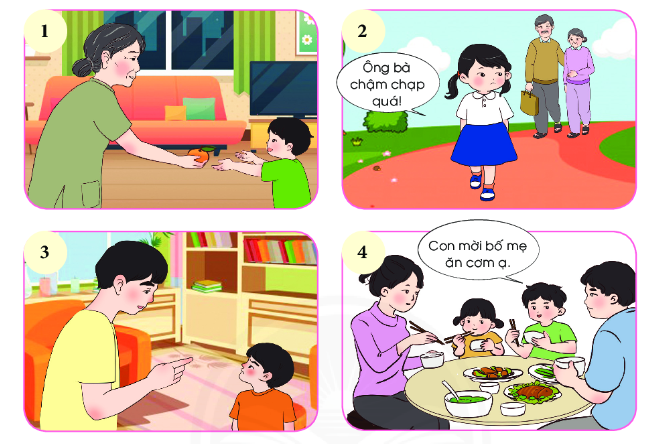 1
2
Ông bà
chậm chạp
quá!
3
4
Con mời bố mẹ
ăn cơm ạ.